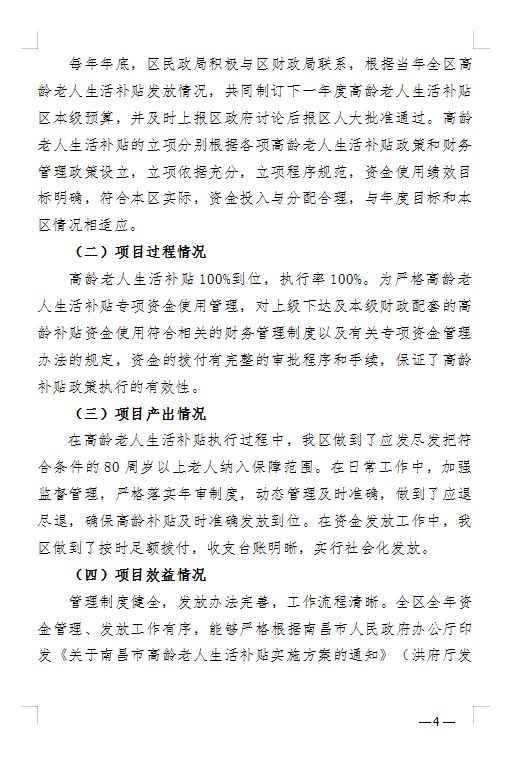 每年年底，区民政局积极与区财政局联系，根据当年全区高
龄老人生活补贴发放情况，共同制订下一年度高龄老人生活补贴
区本级预算，并及时上报区政府讨论后报区人大批准通过。高龄
老人生活补贴的立项分别根据各项高龄老人生活补贴政策和财务
管理政策设立，立项依据充分，立项程序规范，资金使用绩效目
标明确，符合本区实际，资金投入与分配合理，与年度目标和本
区情况相适应。
（二）项目过程情况
高龄老人生活补贴 100%到位，执行率 100%。为严格高龄老
人生活补贴专项资金使用管理，对上级下达及本级财政配套的高
龄补贴资金使用符合相关的财务管理制度以及有关专项资金管理
办法的规定，资金的拨付有完整的审批程序和手续，保证了高龄
补贴政策执行的有效性。
（三）项目产出情况
在高龄老人生活补贴执行过程中，我区做到了应发尽发把符
合条件的 80 周岁以上老人纳入保障范围。在日常工作中，加强
监督管理，严格落实年审制度，动态管理及时准确，做到了应退
尽退，确保高龄补贴及时准确发放到位。在资金发放工作中，我
区做到了按时足额拨付，收支台账明晰，实行社会化发放。
（四）项目效益情况
管理制度健全，发放办法完善，工作流程清晰。全区全年资
金管理、发放工作有序，能够严格根据南昌市人民政府办公厅印
发《关于南昌市高龄老人生活补贴实施方案的通知》（洪府厅发
—4—